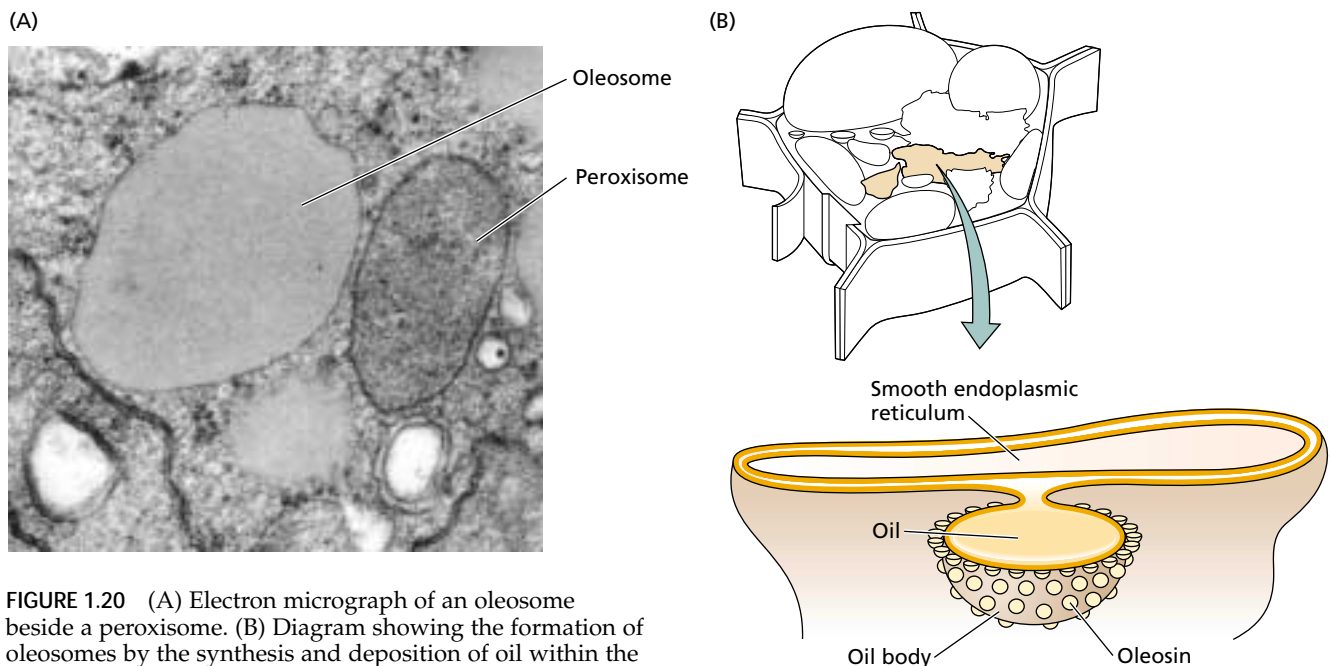 (A)
Oleosome
Peroxisome
(B)
Smooth endoplasmic
reticulum
Oil
Oil body
Oleosin
FIGURE 1.20 (A) Electron micrograph of an oleosome
beside a peroxisome. (B) Diagram showing the formation of
oleosomes by the synthesis and deposition of oil within the